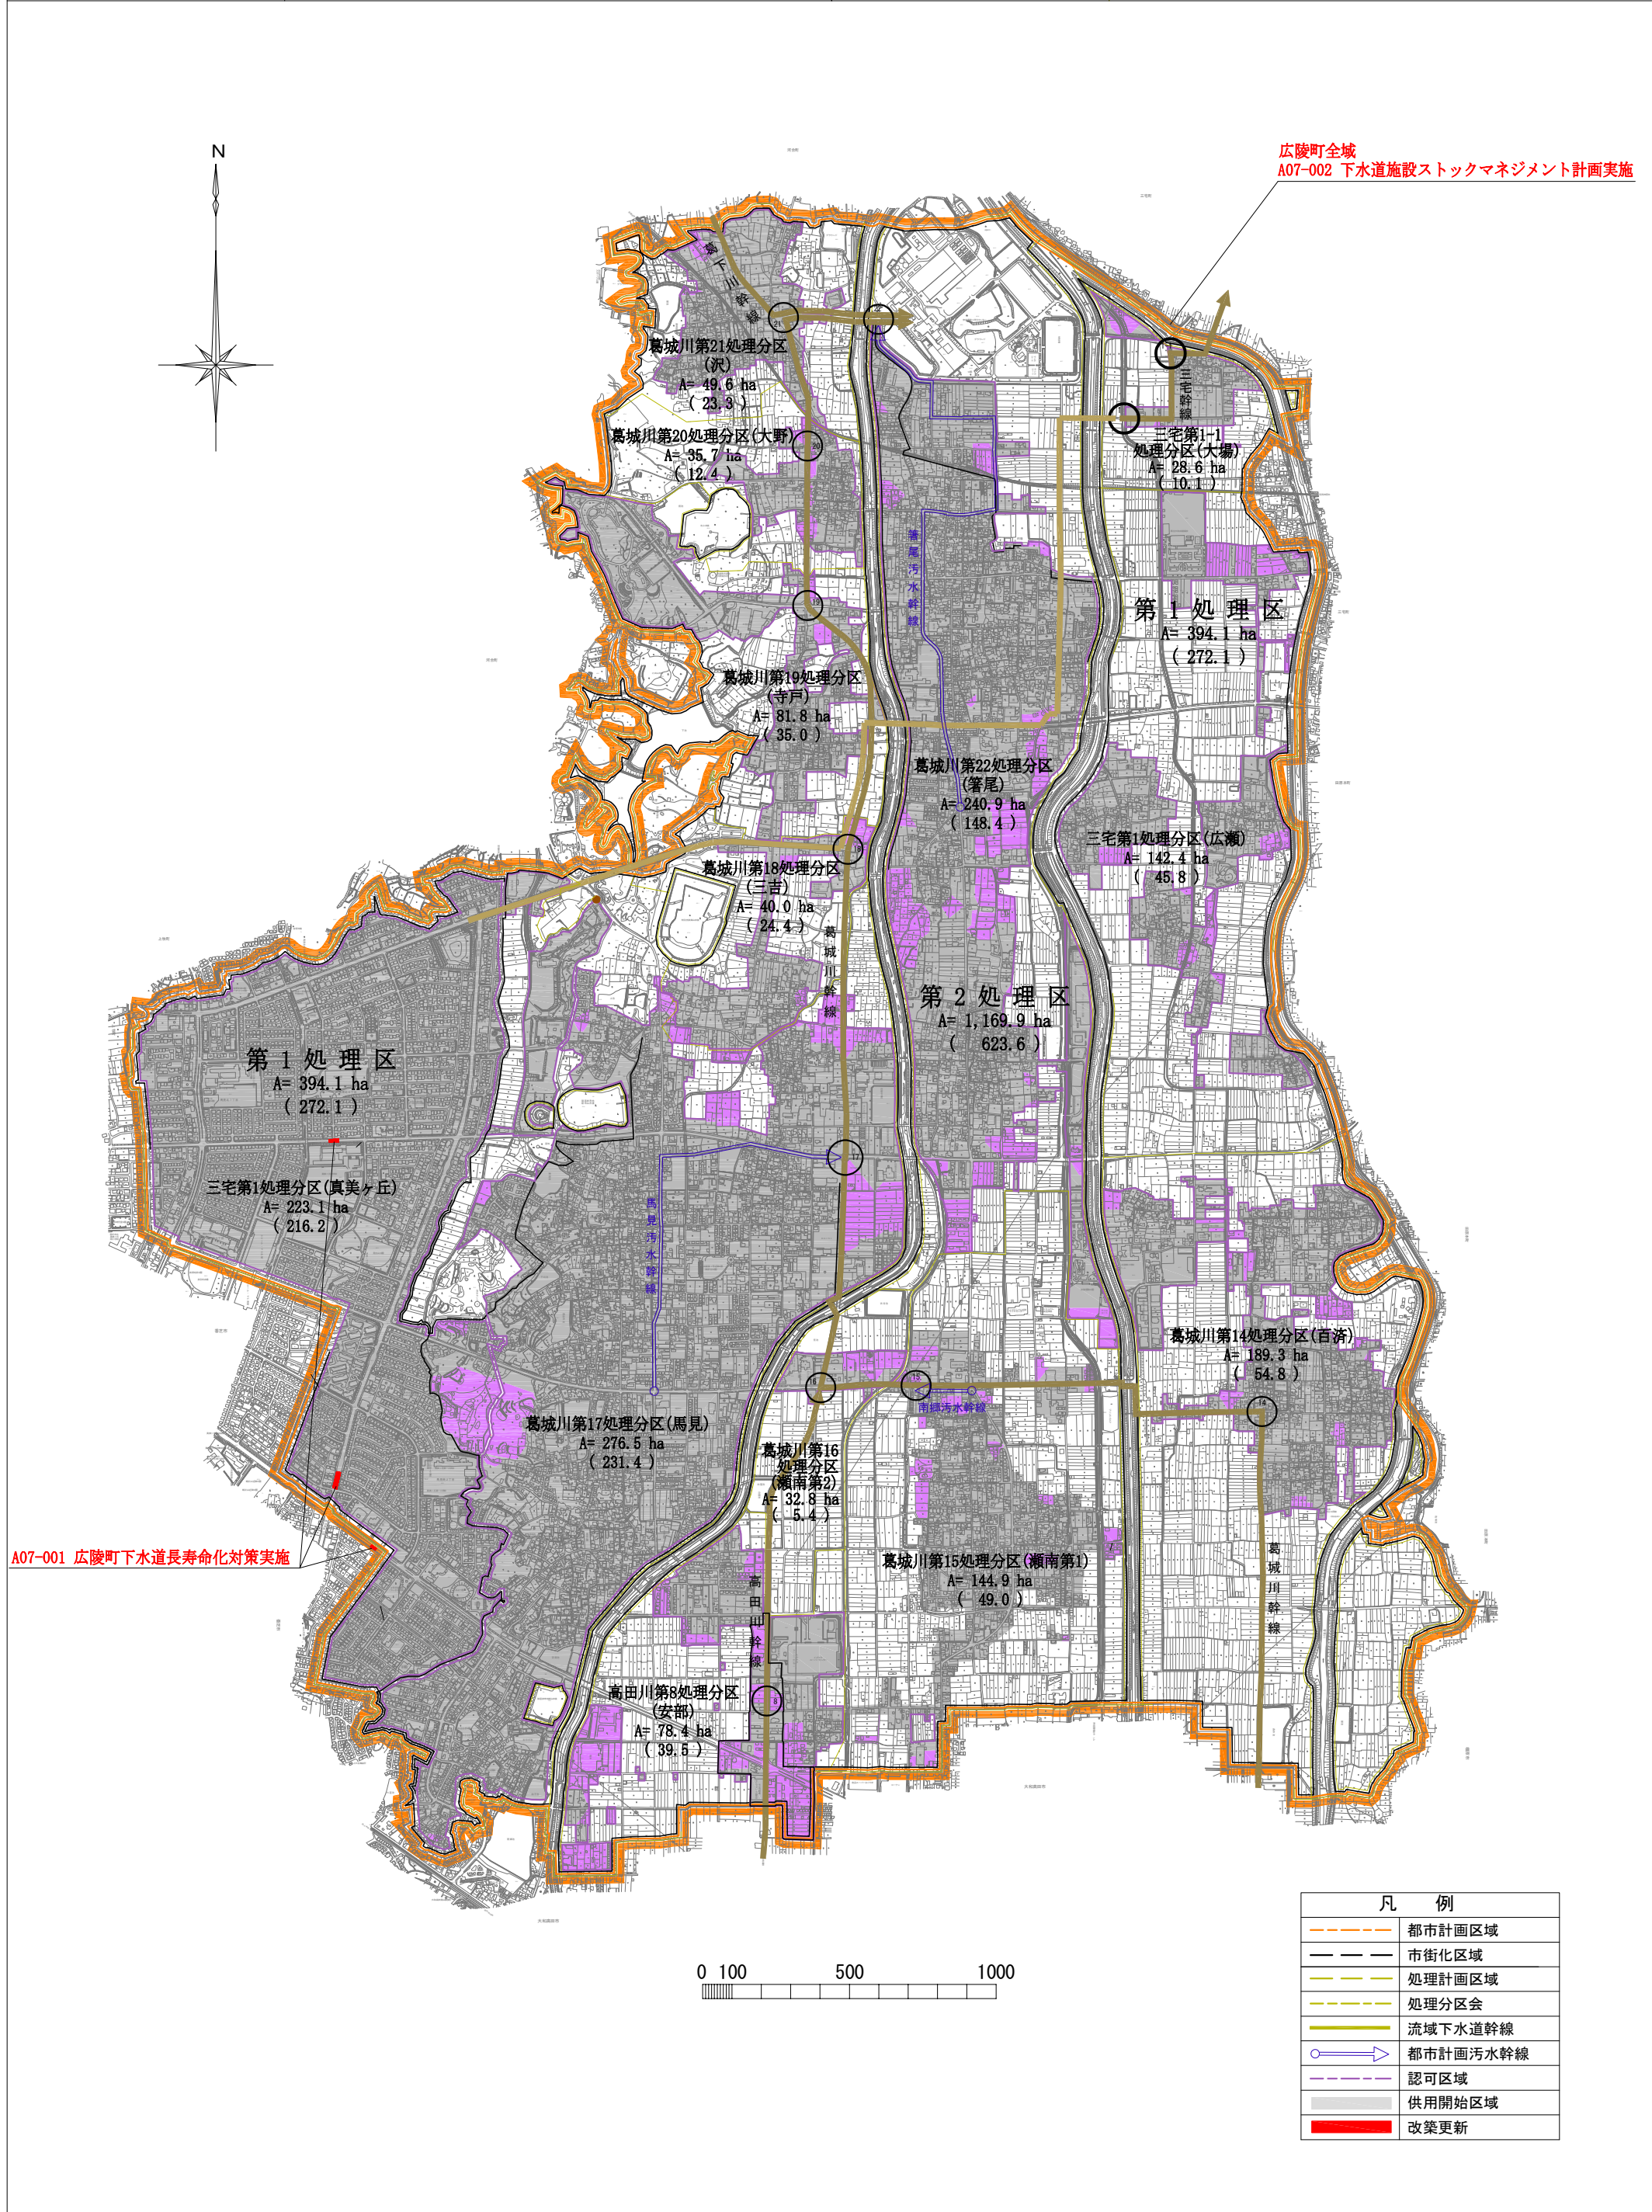 N
広陵町全域
A07-002 下水道施設ストックマネジメント計画実施
葛下川幹線
21
葛城川第21処理分区
(沢)
A= 49.6 ha
( 23.3 )
三宅幹線
葛城川第20処理分区(大野)
A= 35.7 ha
( 12.4 )
20
三宅第1-1
処理分区(大場)
A= 28.6 ha
( 10.1 )
箸尾汚水幹線
19
第 1 処 理 区
A= 394.1 ha
( 272.1 )
葛城川第19処理分区
(寺戸)
A= 81.8 ha
( 35.0 )
葛城川第22処理分区
(箸尾)
A= 240.9 ha
( 148.4 )
三宅第1処理分区(広瀬)
A= 142.4 ha
( 45.8 )
18
葛城川第18処理分区
(三吉)
A= 40.0 ha
( 24.4 )
葛城川幹線
第 2 処 理 区
A= 1,169.9 ha
( 623.6 )
第 1 処 理 区
A= 394.1 ha
( 272.1 )
17
三宅第1処理分区(真美ヶ丘)
A= 223.1 ha
( 216.2 )
馬見汚水幹線
葛城川第14処理分区(百済)
A= 189.3 ha
( 54.8 )
16
15
14
南郷汚水幹線
葛城川第17処理分区(馬見)
A= 276.5 ha
( 231.4 )
葛城川第16
処理分区
(瀬南第2)
A= 32.8 ha
( 5.4 )
A07-001 広陵町下水道長寿命化対策実施
葛城川第15処理分区(瀬南第1)
A= 144.9 ha
( 49.0 )
葛城川幹線
高田川幹線
高田川第8処理分区
(安部)
A= 78.4 ha
( 39.5 )
8
0 100 500 1000
凡 例
都市計画区域
市街化区域
処理計画区域
処理分区会
流域下水道幹線
都市計画汚水幹線
認可区域
供用開始区域
改築更新